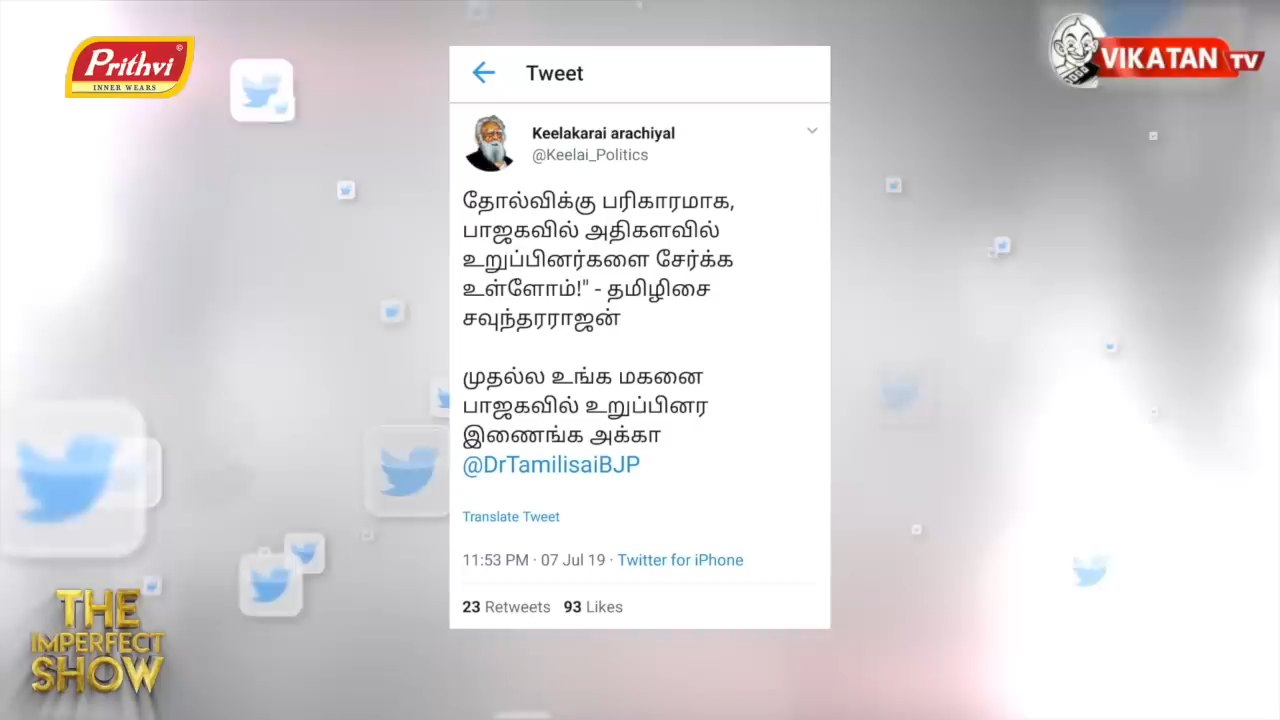 Prithvi
INNER WEARS
VIKATAN TV
Tweet
Keelakarai arachiyal
@Keelai_Politics
தோல்விக்கு பரிகாரமாக,
பாஜகவில் அதிகளவில்
உறுப்பினர்களை சேர்க்க
உள்ளோம்!" - தமிழிசை
சவுந்தரராஜன்
முதல்ல உங்க மகனை
பாஜகவில் உறுப்பினர
இணைங்க அக்கா
@DrTamilisaiBJP
Translate Tweet
11:53 PM · 07 Jul 19 · Twitter for iPhone
23 Retweets 93 Likes
THE
IMPERFECT
SHOW